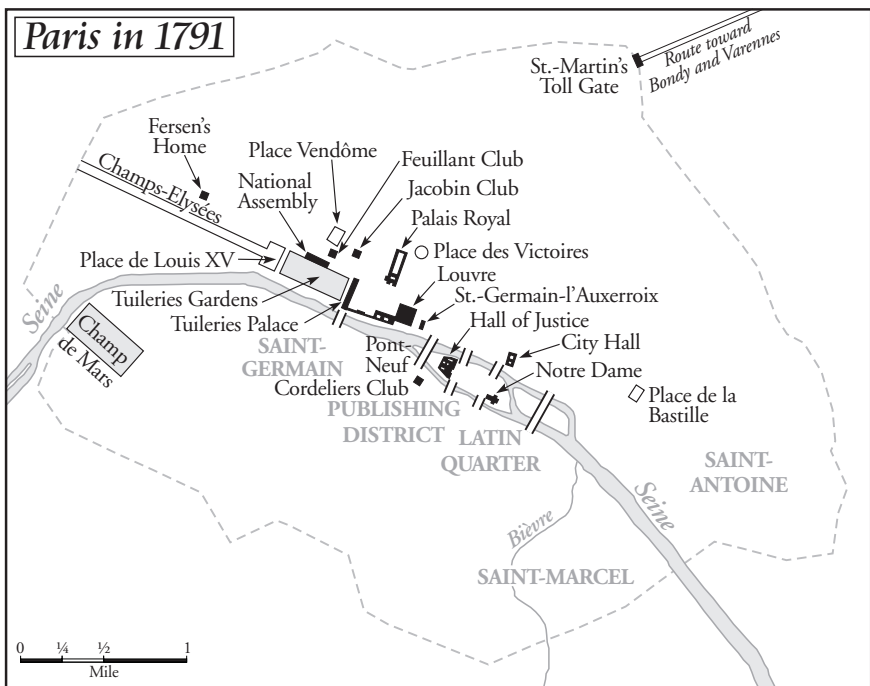 Paris in 1791
St.-Martin's
Toll Gate
Route toward
Bondy and Varennes
Fersen's
Home
Place Vendôme
Feuillant Club
Champs-Elysées
National
Assembly
Jacobin Club
Palais Royal
Place de Louis XV
Place des Victoires
Louvre
Tuileries Gardens
St.-Germain-l'Auxerroix
Tuileries Palace
Hall of Justice
Seine
Champ
de Mars
SAINT-
GERMAIN
Pont-
Neuf
City Hall
Cordeliers Club
Notre Dame
Place de la
Bastille
PUBLISHING
DISTRICT
LATIN
QUARTER
SAINT-
ANTOINE
Seine
Bièvre
SAINT-MARCEL
0 ¼ ½ 1
Mile